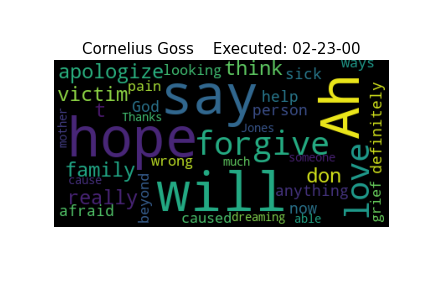 Cornelius Goss    Executed: 02-23-00
apologize looking think sick ways
victim pain say Ah
God help
t Thanks person
mother hope Jones forgive
wrong much someone
family don love definitely
cause really beyond anything
grief
afraid caused dreaming now
able
will